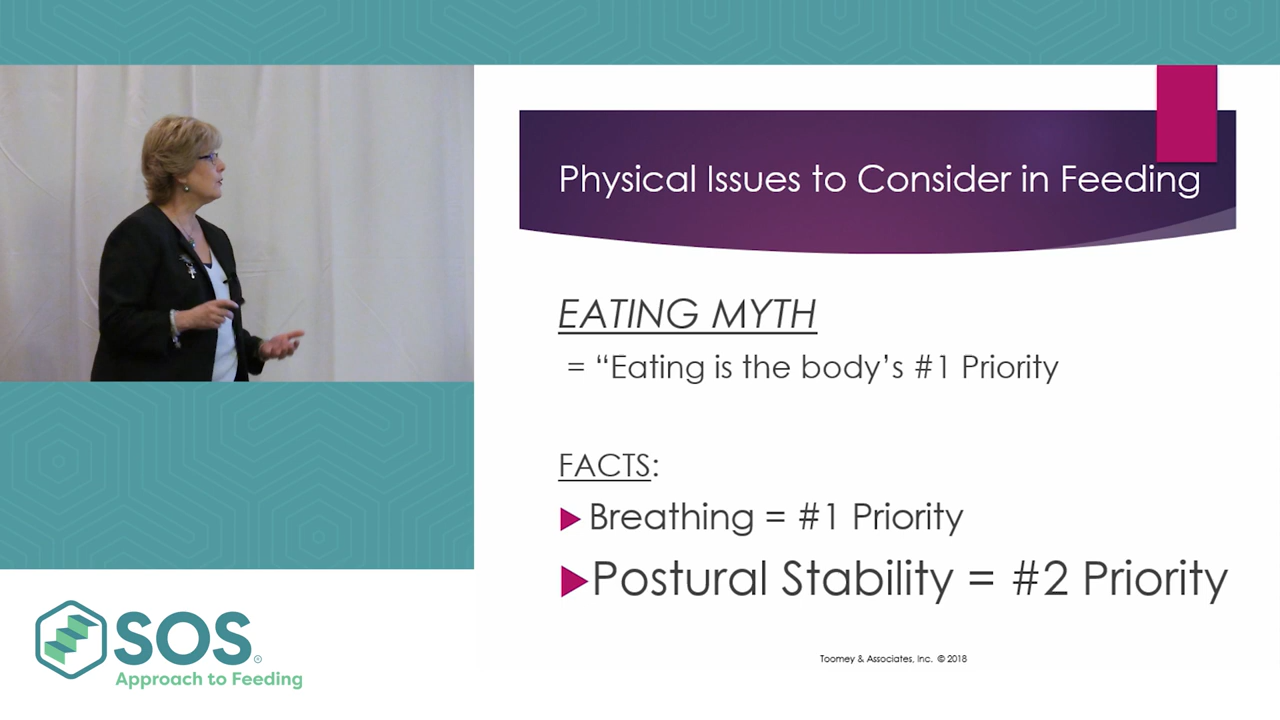 Physical Issues to Consider in Feeding
EATING MYTH
= “Eating is the body’s #1 Priority
FACTS:
Breathing = #1 Priority
Postural Stability = #2 Priority
Toomey & Associates, Inc. © 2018
SOS®
Approach to Feeding